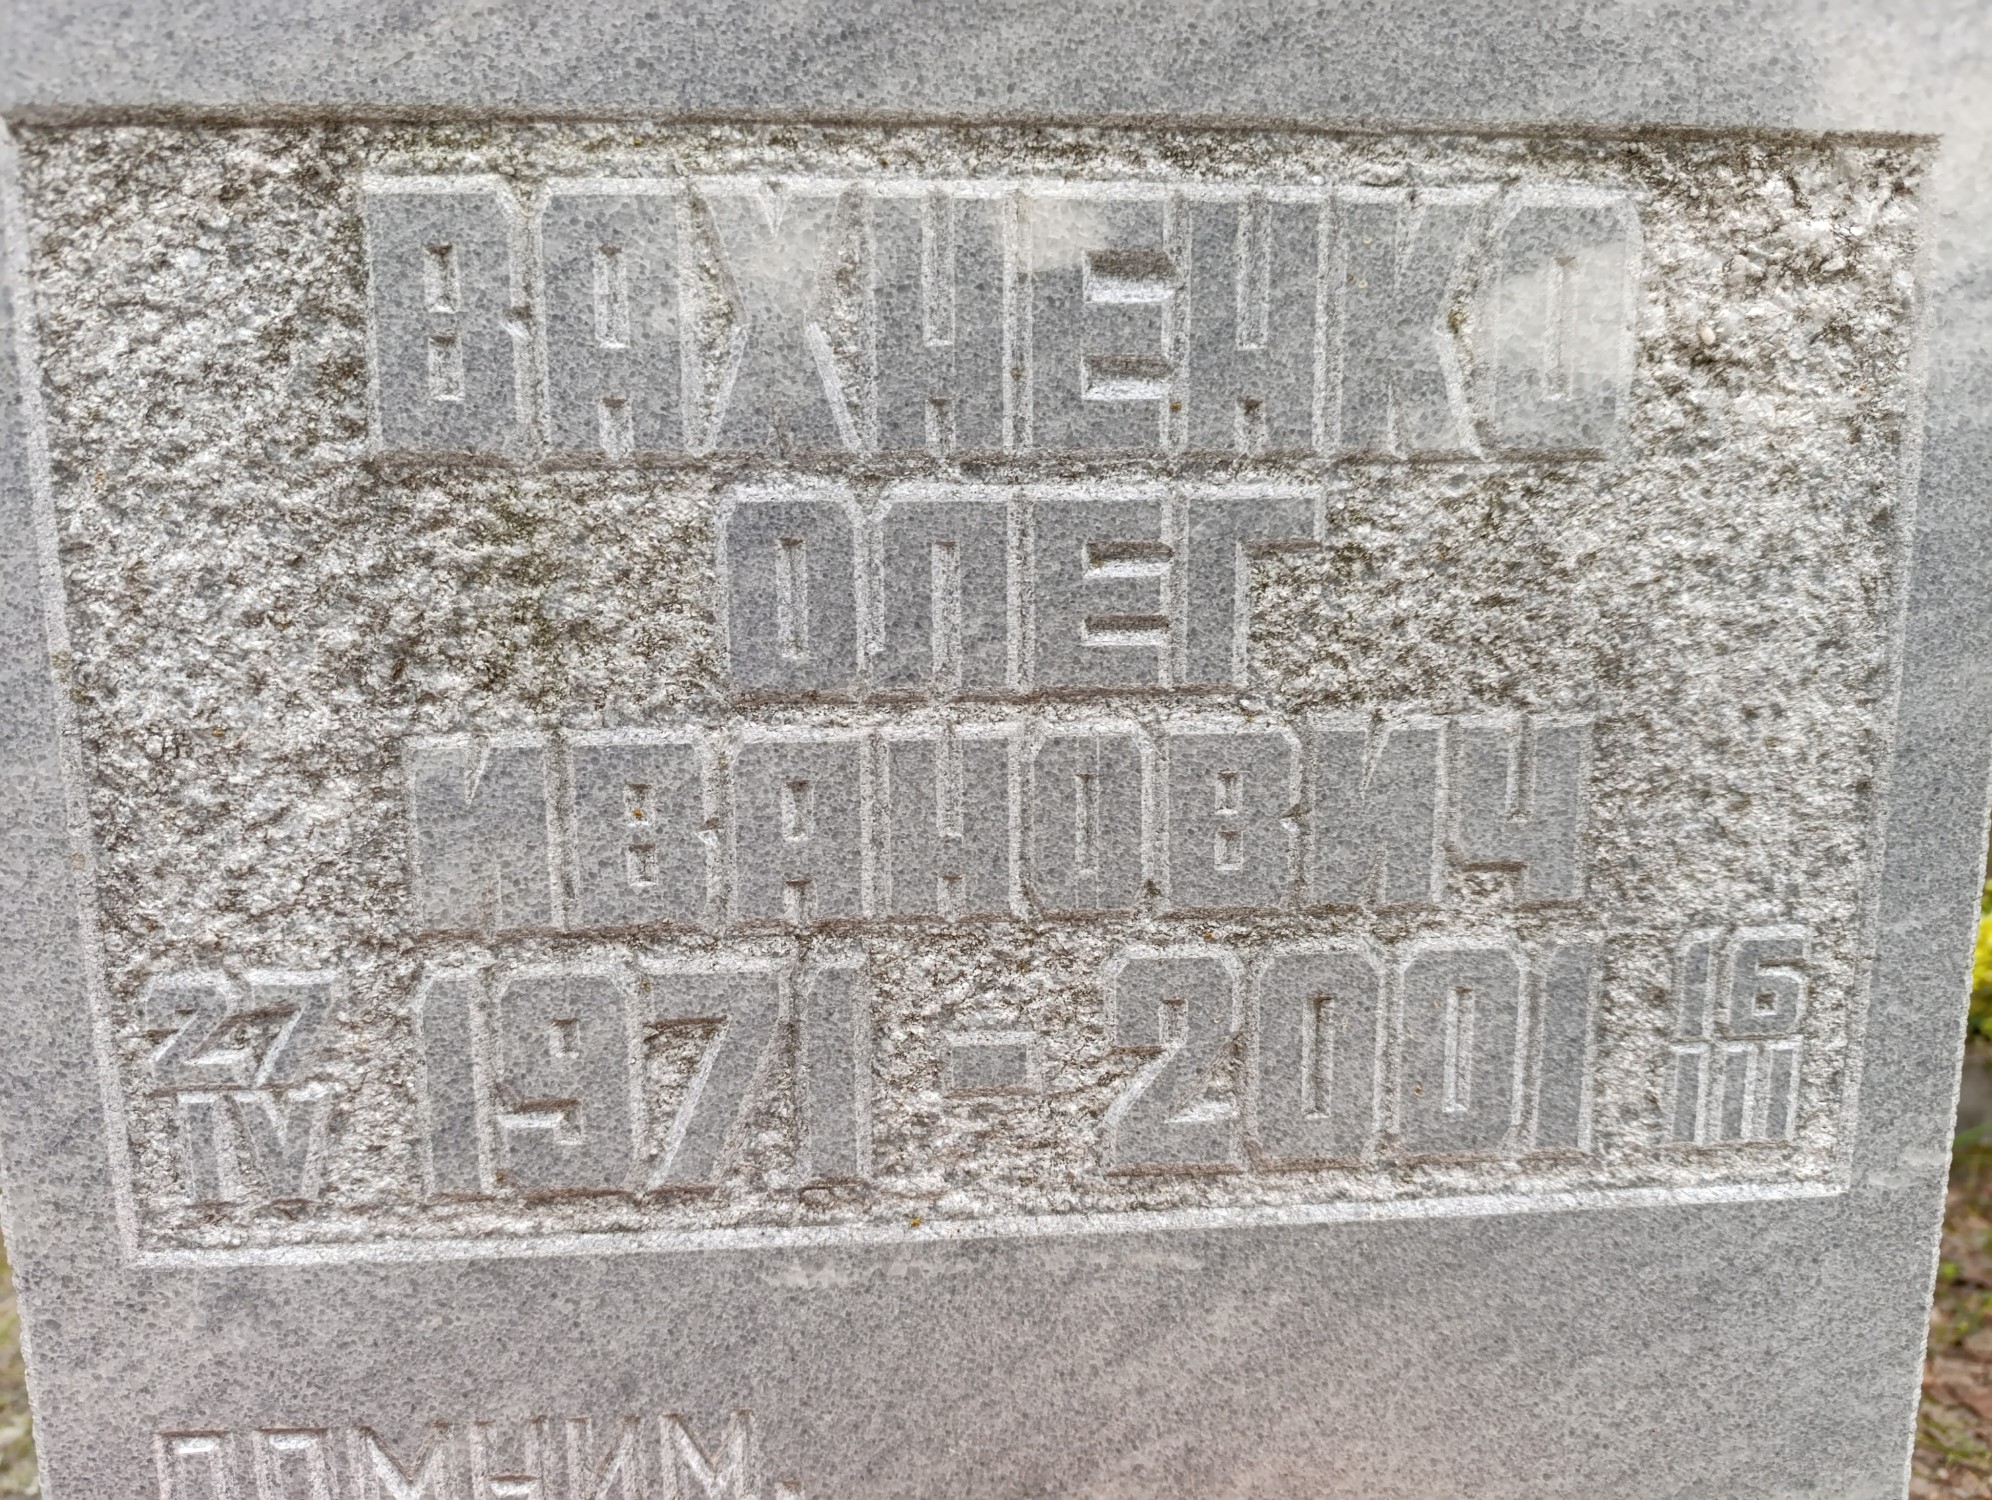 ВАХНЕНКО
ОЛЕГ
ИВАНОВИЧ
27 IV 1971 - 2001 16 III
ПОМНИМ,